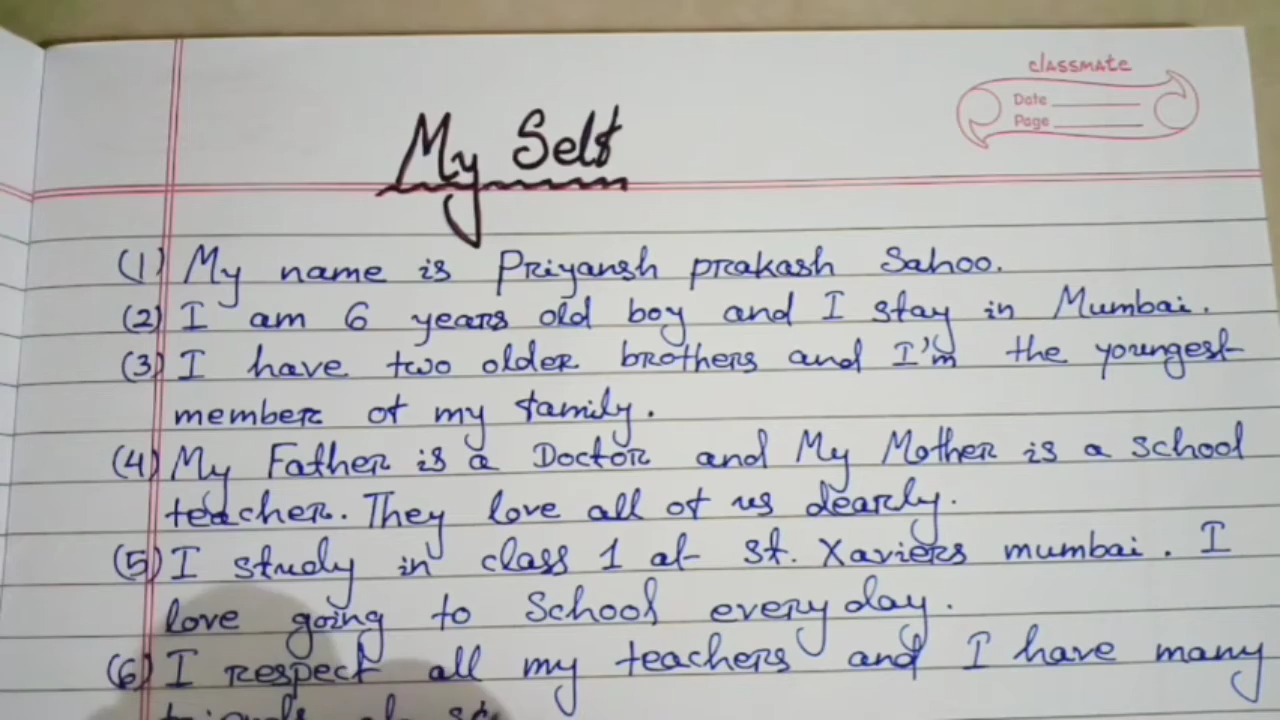 classmate
Date
Page
My Self
(1) My name is Priyansh prakash Sahoo.
(2) I am 6 years old boy and I stay in Mumbai.
(3) I have two older brothers and I'm the youngest
member of my family.
(4) My Father is a Doctor and My Mother is a school
teacher. They love all of us dearly.
(5) I study in class 1 at St. Xaviers mumbai. I
love going to School everyday.
(6) I respect all my teachers and I have many